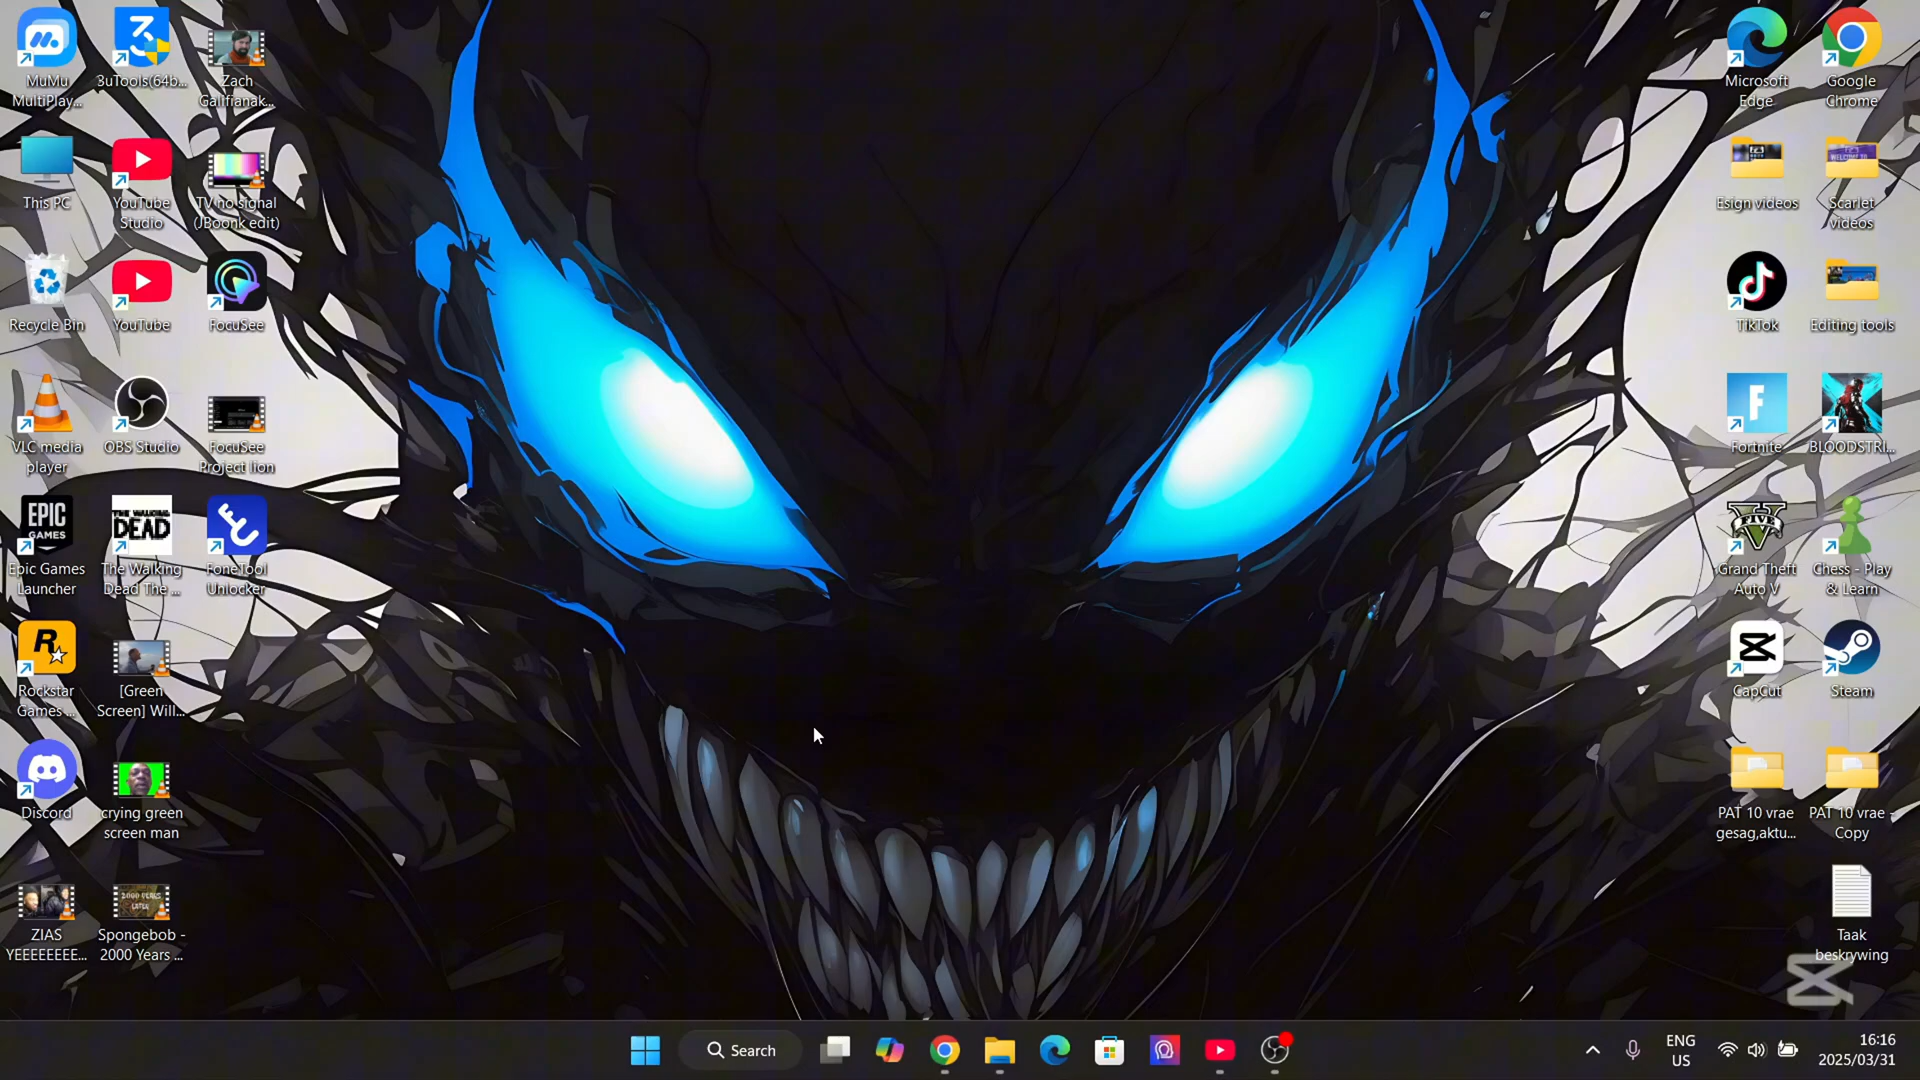 MuMu
MultiPlay...
3uTools(64b...
Zach
Galifianak...
This PC
YouTube
Studio
TV no signal
(JBoonk edit)
Recycle Bin
YouTube
FocuSee
VLC media
player
OBS Studio
FocuSee
Project lion
EPIC
GAMES
Epic Games
Launcher
THE WALKING
DEAD
The Walking
Dead The ...
FoneTool
Unlocker
R
Rockstar
Games ...
[Green
Screen] Will...
Discord
crying green
screen man
ZIAS
YEEEEEEEE...
2000 YEARS
LATER
Spongebob -
2000 Years ...
Microsoft
Edge
Google
Chrome
Esign videos
Scarlet
videos
TikTok
Editing tools
F
Fortnite
BLOODSTRI...
FIVE
Grand Theft
Auto V
Chess - Play
& Learn
CapCut
Steam
PAT 10 vrae
gesag,aktu...
PAT 10 vrae -
Copy
Taak
beskrywing
Search
ENG
US
16:16
2025/03/31